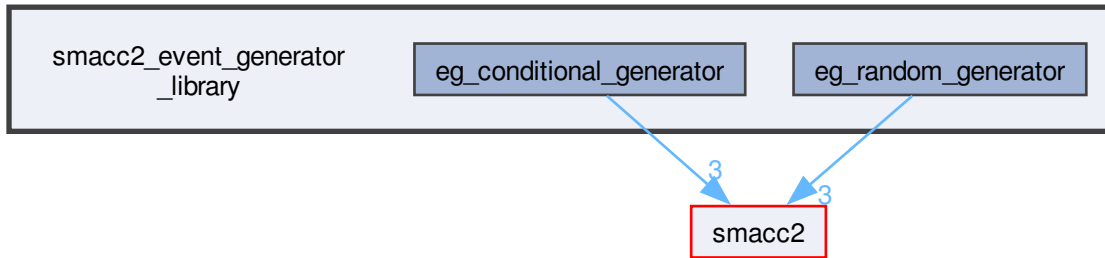 smacc2_event_generator
_library
eg_conditional_generator
eg_random_generator
3
3
smacc2